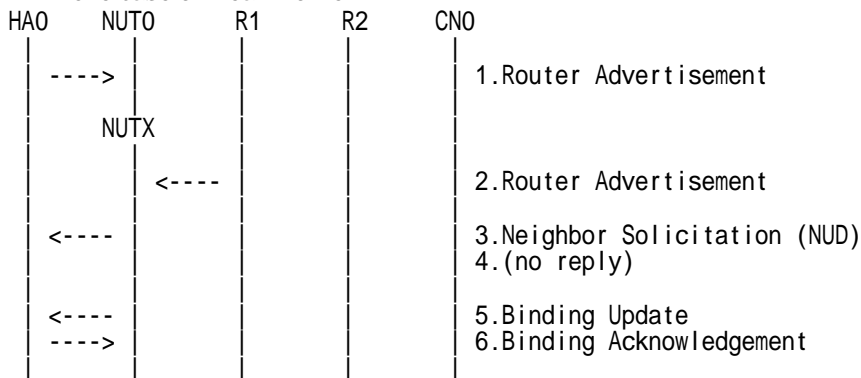 HA0 NUT0 R1 R2 CN0
----> 1.Router Advertisement
NUTX
<---- 2.Router Advertisement
<---- 3.Neighbor Solicitation (NUD)
4.(no reply)
<---- 5.Binding Update
----> 6.Binding Acknowledgement